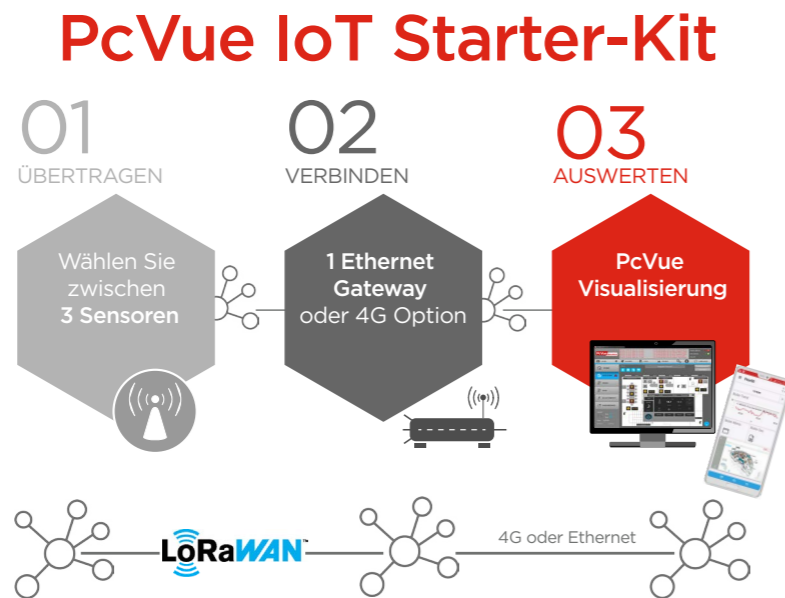 PcVue IoT Starter-Kit
01
ÜBERTRAGEN
Wählen Sie
zwischen
3 Sensoren
02
VERBINDEN
1 Ethernet
Gateway
oder 4G Option
03
AUSWERTEN
PcVue
Visualisierung
LoRaWAN™
4G oder Ethernet